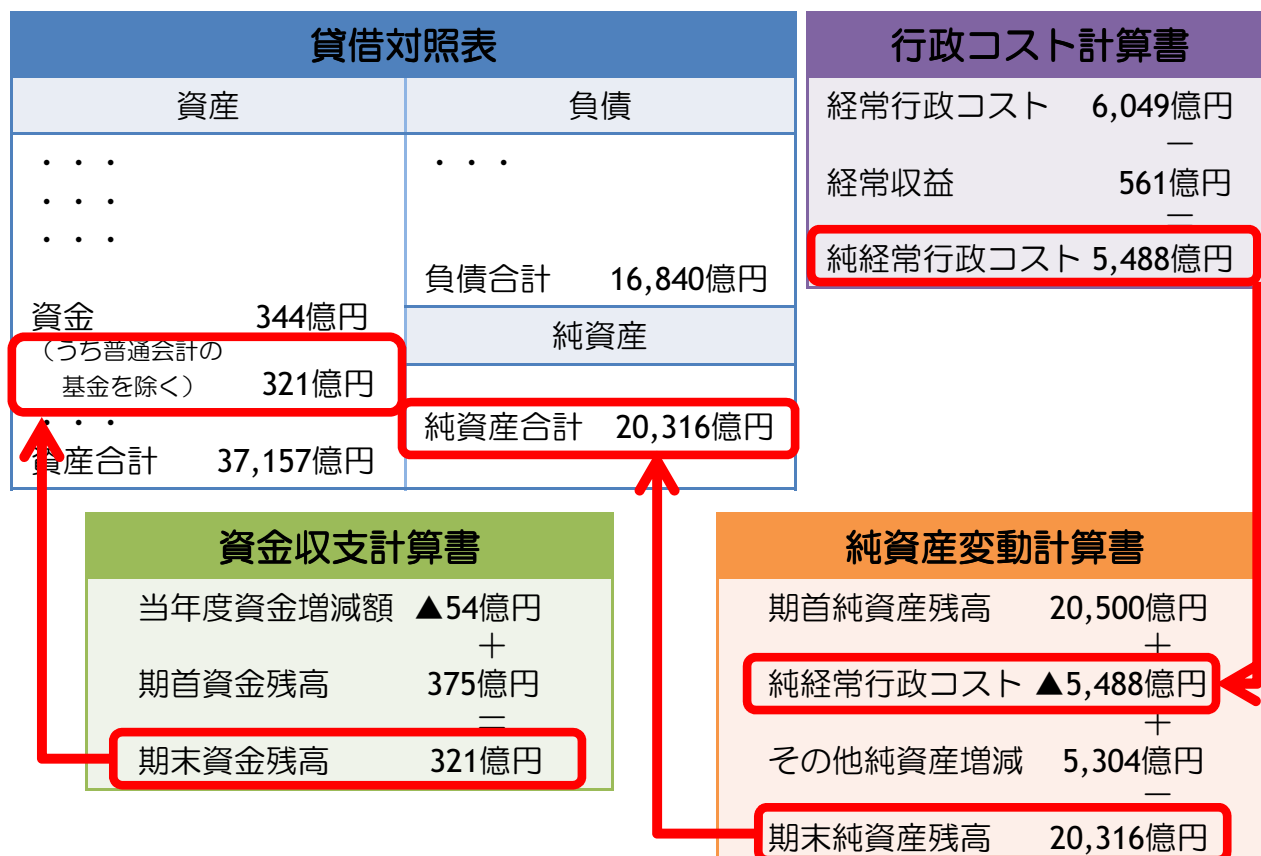 貸借対照表
資産
負債
・・・
・・・
・・・
・・・
負債合計 16,840億円
資金 344億円
（うち普通会計の
基金を除く） 321億円
純資産
・・・
純資産合計 20,316億円
資産合計 37,157億円
行政コスト計算書
経常行政コスト 6,049億円
－
経常収益 561億円
＝
純経常行政コスト 5,488億円
資金収支計算書
当年度資金増減額 ▲54億円
＋
期首資金残高 375億円
＝
期末資金残高 321億円
純資産変動計算書
期首純資産残高 20,500億円
＋
純経常行政コスト ▲5,488億円
＋
その他純資産増減 5,304億円
＝
期末純資産残高 20,316億円